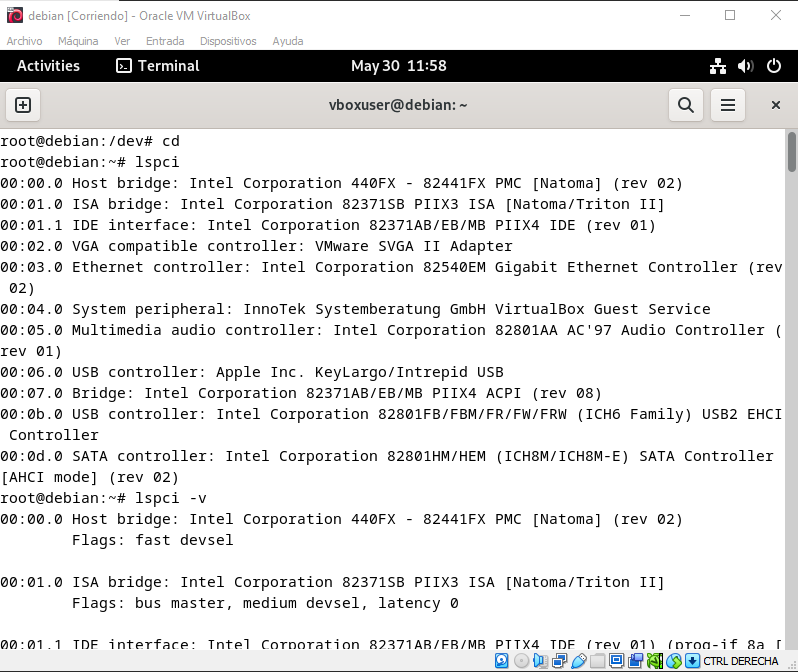 debian [Corriendo] - Oracle VM VirtualBox
Archivo Máquina Ver Entrada Dispositivos Ayuda
Activities Terminal May 30 11:58
vboxuser@debian: ~
root@debian:/dev# cd
root@debian:~# lspci
00:00.0 Host bridge: Intel Corporation 440FX - 82441FX PMC [Natoma] (rev 02)
00:01.0 ISA bridge: Intel Corporation 82371SB PIIX3 ISA [Natoma/Triton II]
00:01.1 IDE interface: Intel Corporation 82371AB/EB/MB PIIX4 IDE (rev 01)
00:02.0 VGA compatible controller: VMware SVGA II Adapter
00:03.0 Ethernet controller: Intel Corporation 82540EM Gigabit Ethernet Controller (rev
 02)
00:04.0 System peripheral: InnoTek Systemberatung GmbH VirtualBox Guest Service
00:05.0 Multimedia audio controller: Intel Corporation 82801AA AC'97 Audio Controller (
rev 01)
00:06.0 USB controller: Apple Inc. KeyLargo/Intrepid USB
00:07.0 Bridge: Intel Corporation 82371AB/EB/MB PIIX4 ACPI (rev 08)
00:0b.0 USB controller: Intel Corporation 82801FB/FBM/FR/FW/FRW (ICH6 Family) USB2 EHCI
 Controller
00:0d.0 SATA controller: Intel Corporation 82801HM/HEM (ICH8M/ICH8M-E) SATA Controller
[AHCI mode] (rev 02)
root@debian:~# lspci -v
00:00.0 Host bridge: Intel Corporation 440FX - 82441FX PMC [Natoma] (rev 02)
        Flags: fast devsel
00:01.0 ISA bridge: Intel Corporation 82371SB PIIX3 ISA [Natoma/Triton II]
        Flags: bus master, medium devsel, latency 0
00:01.1 IDE interface: Intel Corporation 82371AB/EB/MB PIIX4 IDE (rev 01) (prog-if 8a [
CTRL DERECHA